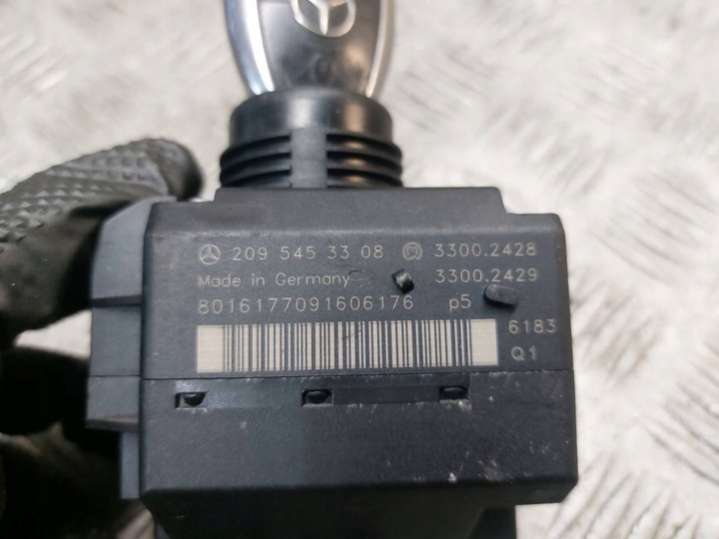 209 545 33 08 3300.2428
Made in Germany 3300.2429
8016177091606176 p5
6183
Q1